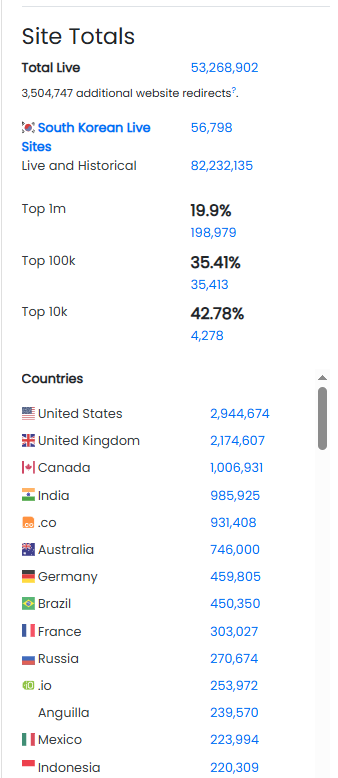 Site Totals
Total Live 53,268,902
3,504,747 additional website redirects?.
South Korean Live 56,798
Sites
Live and Historical 82,232,135
Top 1m 19.9%
198,979
Top 100k 35.41%
35,413
Top 10k 42.78%
4,278
Countries
United States 2,944,674
United Kingdom 2,174,607
Canada 1,006,931
India 985,925
.co 931,408
Australia 746,000
Germany 459,805
Brazil 450,350
France 303,027
Russia 270,674
.io 253,972
Anguilla 239,570
Mexico 223,994
Indonesia 220,309